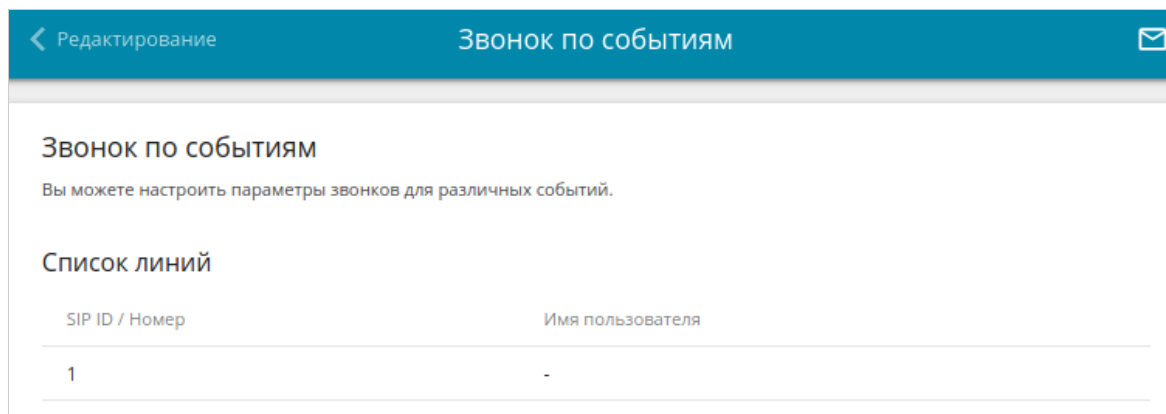 Редактирование
Звонок по событиям
Звонок по событиям
Вы можете настроить параметры звонков для различных событий.
Список линий
SIP ID / Номер Имя пользователя
1 -